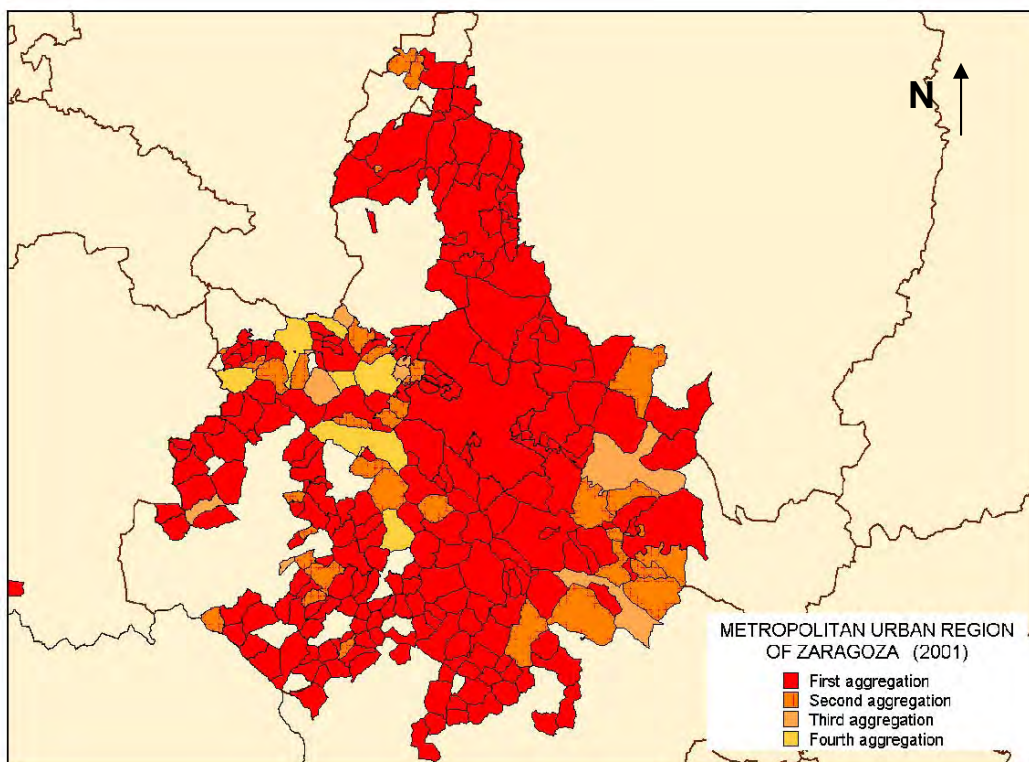 N
METROPOLITAN URBAN REGION
OF ZARAGOZA (2001)
First aggregation
Second aggregation
Third aggregation
Fourth aggregation